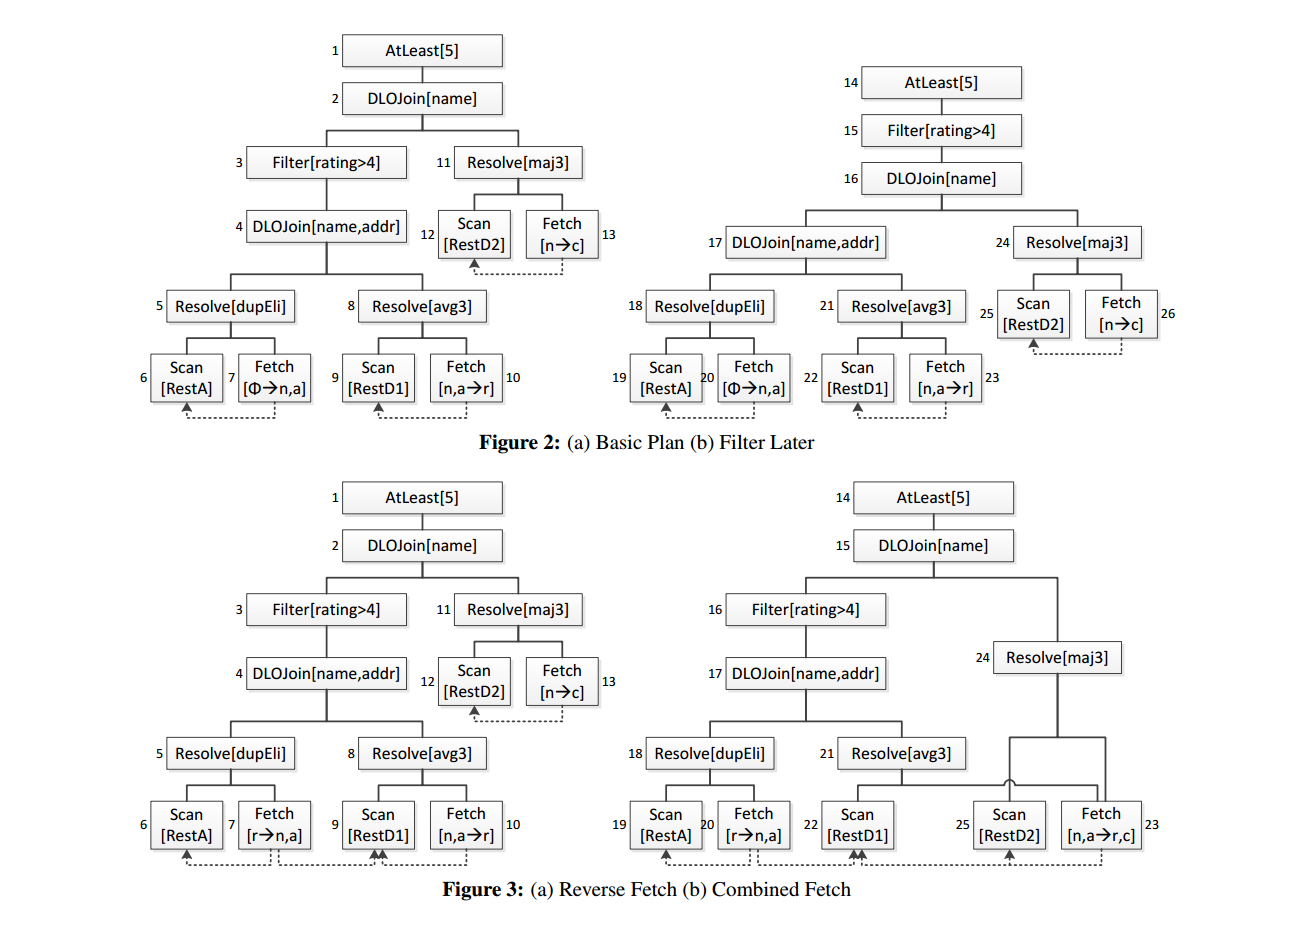 1 AtLeast[5]
2 DLOJoin[name]
3 Filter[rating>4]
11 Resolve[maj3]
4 DLOJoin[name,addr]
12 Scan
[RestD2]
Fetch
[n→c] 13
5 Resolve[dupEli]
8 Resolve[avg3]
6 Scan
[RestA]
7 Fetch
[Φ→n,a]
9 Scan
[RestD1]
Fetch
[n,a→r] 10
14 AtLeast[5]
15 Filter[rating>4]
16 DLOJoin[name]
17 DLOJoin[name,addr]
24 Resolve[maj3]
18 Resolve[dupEli]
21 Resolve[avg3]
25 Scan
[RestD2]
Fetch
[n→c] 26
19 Scan
[RestA]
20 Fetch
[Φ→n,a]
22 Scan
[RestD1]
Fetch
[n,a→r] 23
Figure 2: (a) Basic Plan (b) Filter Later
1 AtLeast[5]
2 DLOJoin[name]
3 Filter[rating>4]
11 Resolve[maj3]
4 DLOJoin[name,addr]
12 Scan
[RestD2]
Fetch
[n→c] 13
5 Resolve[dupEli]
8 Resolve[avg3]
6 Scan
[RestA]
7 Fetch
[r→n,a]
9 Scan
[RestD1]
Fetch
[n,a→r] 10
14 AtLeast[5]
15 DLOJoin[name]
16 Filter[rating>4]
24 Resolve[maj3]
17 DLOJoin[name,addr]
18 Resolve[dupEli]
21 Resolve[avg3]
19 Scan
[RestA]
20 Fetch
[r→n,a]
22 Scan
[RestD1]
25 Scan
[RestD2]
Fetch
[n,a→r,c] 23
Figure 3: (a) Reverse Fetch (b) Combined Fetch